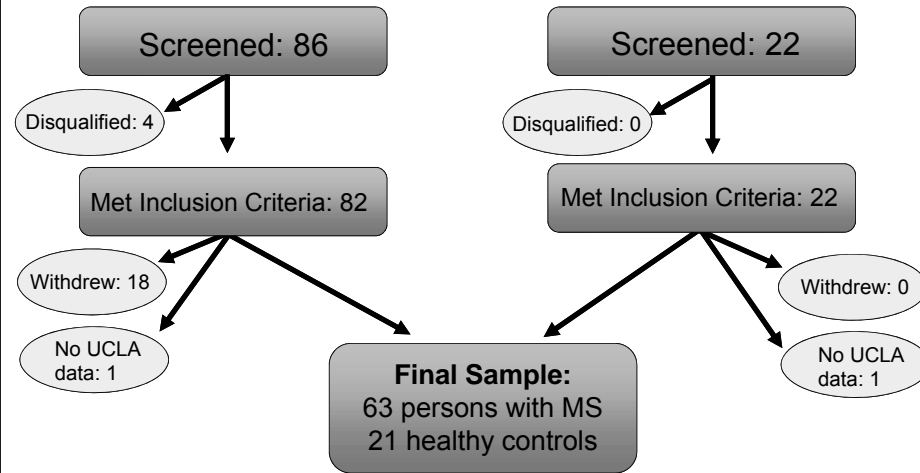 Screened: 86
Screened: 22
Disqualified: 4
Disqualified: 0
Met Inclusion Criteria: 82
Met Inclusion Criteria: 22
Withdrew: 18
Withdrew: 0
No UCLA
data: 1
No UCLA
data: 1
Final Sample:
63 persons with MS
21 healthy controls